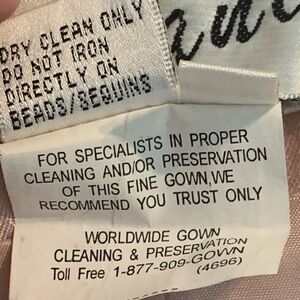 DRY CLEAN ONLY
DO NOT IRON
DIRECTLY ON
BEADS/SEQUINS
FOR SPECIALISTS IN PROPER
CLEANING AND/OR PRESERVATION
OF THIS FINE GOWN,WE
RECOMMEND YOU TRUST ONLY
WORLDWIDE GOWN
CLEANING & PRESERVATION
Toll Free 1-877-909-GOWN
(4696)